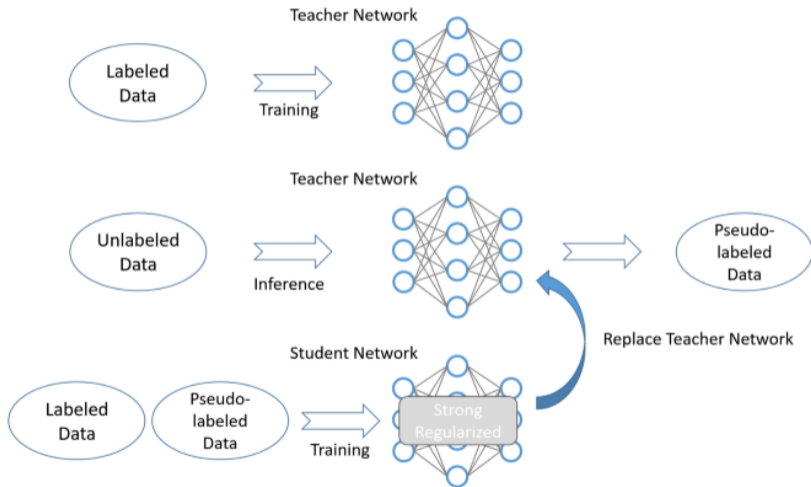 Teacher Network
Labeled
Data
Training
Teacher Network
Unlabeled
Data
Inference
Pseudo-
labeled
Data
Replace Teacher Network
Student Network
Labeled
Data
Pseudo-
labeled
Data
Training
Strong
Regularized